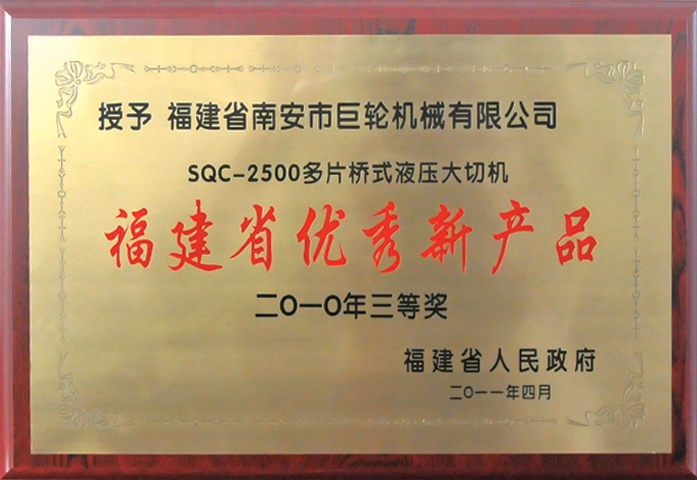 授予 福建省南安市巨轮机械有限公司
SQC-2500多片桥式液压大切机
福建省优秀新产品
二O一O年三等奖
福建省人民政府
二O一一年四月